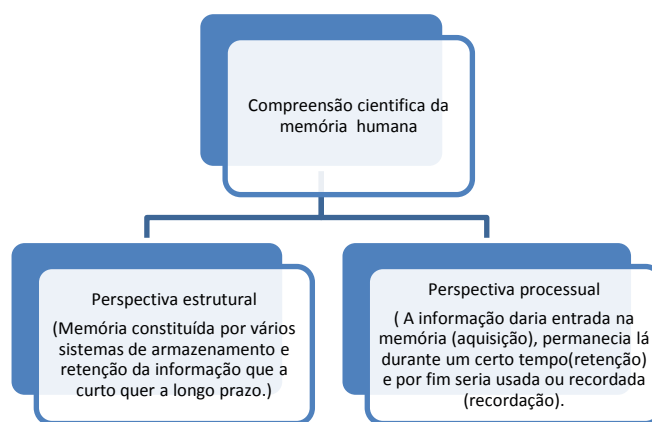 Compreensão cientifica da
memória humana
Perspectiva estrutural
(Memória constituída por vários
sistemas de armazenamento e
retenção da informação que a
curto quer a longo prazo.)
Perspectiva processual
( A informação daria entrada na
memória (aquisição), permanecia lá
durante um certo tempo(retenção)
e por fim seria usada ou recordada
(recordação).